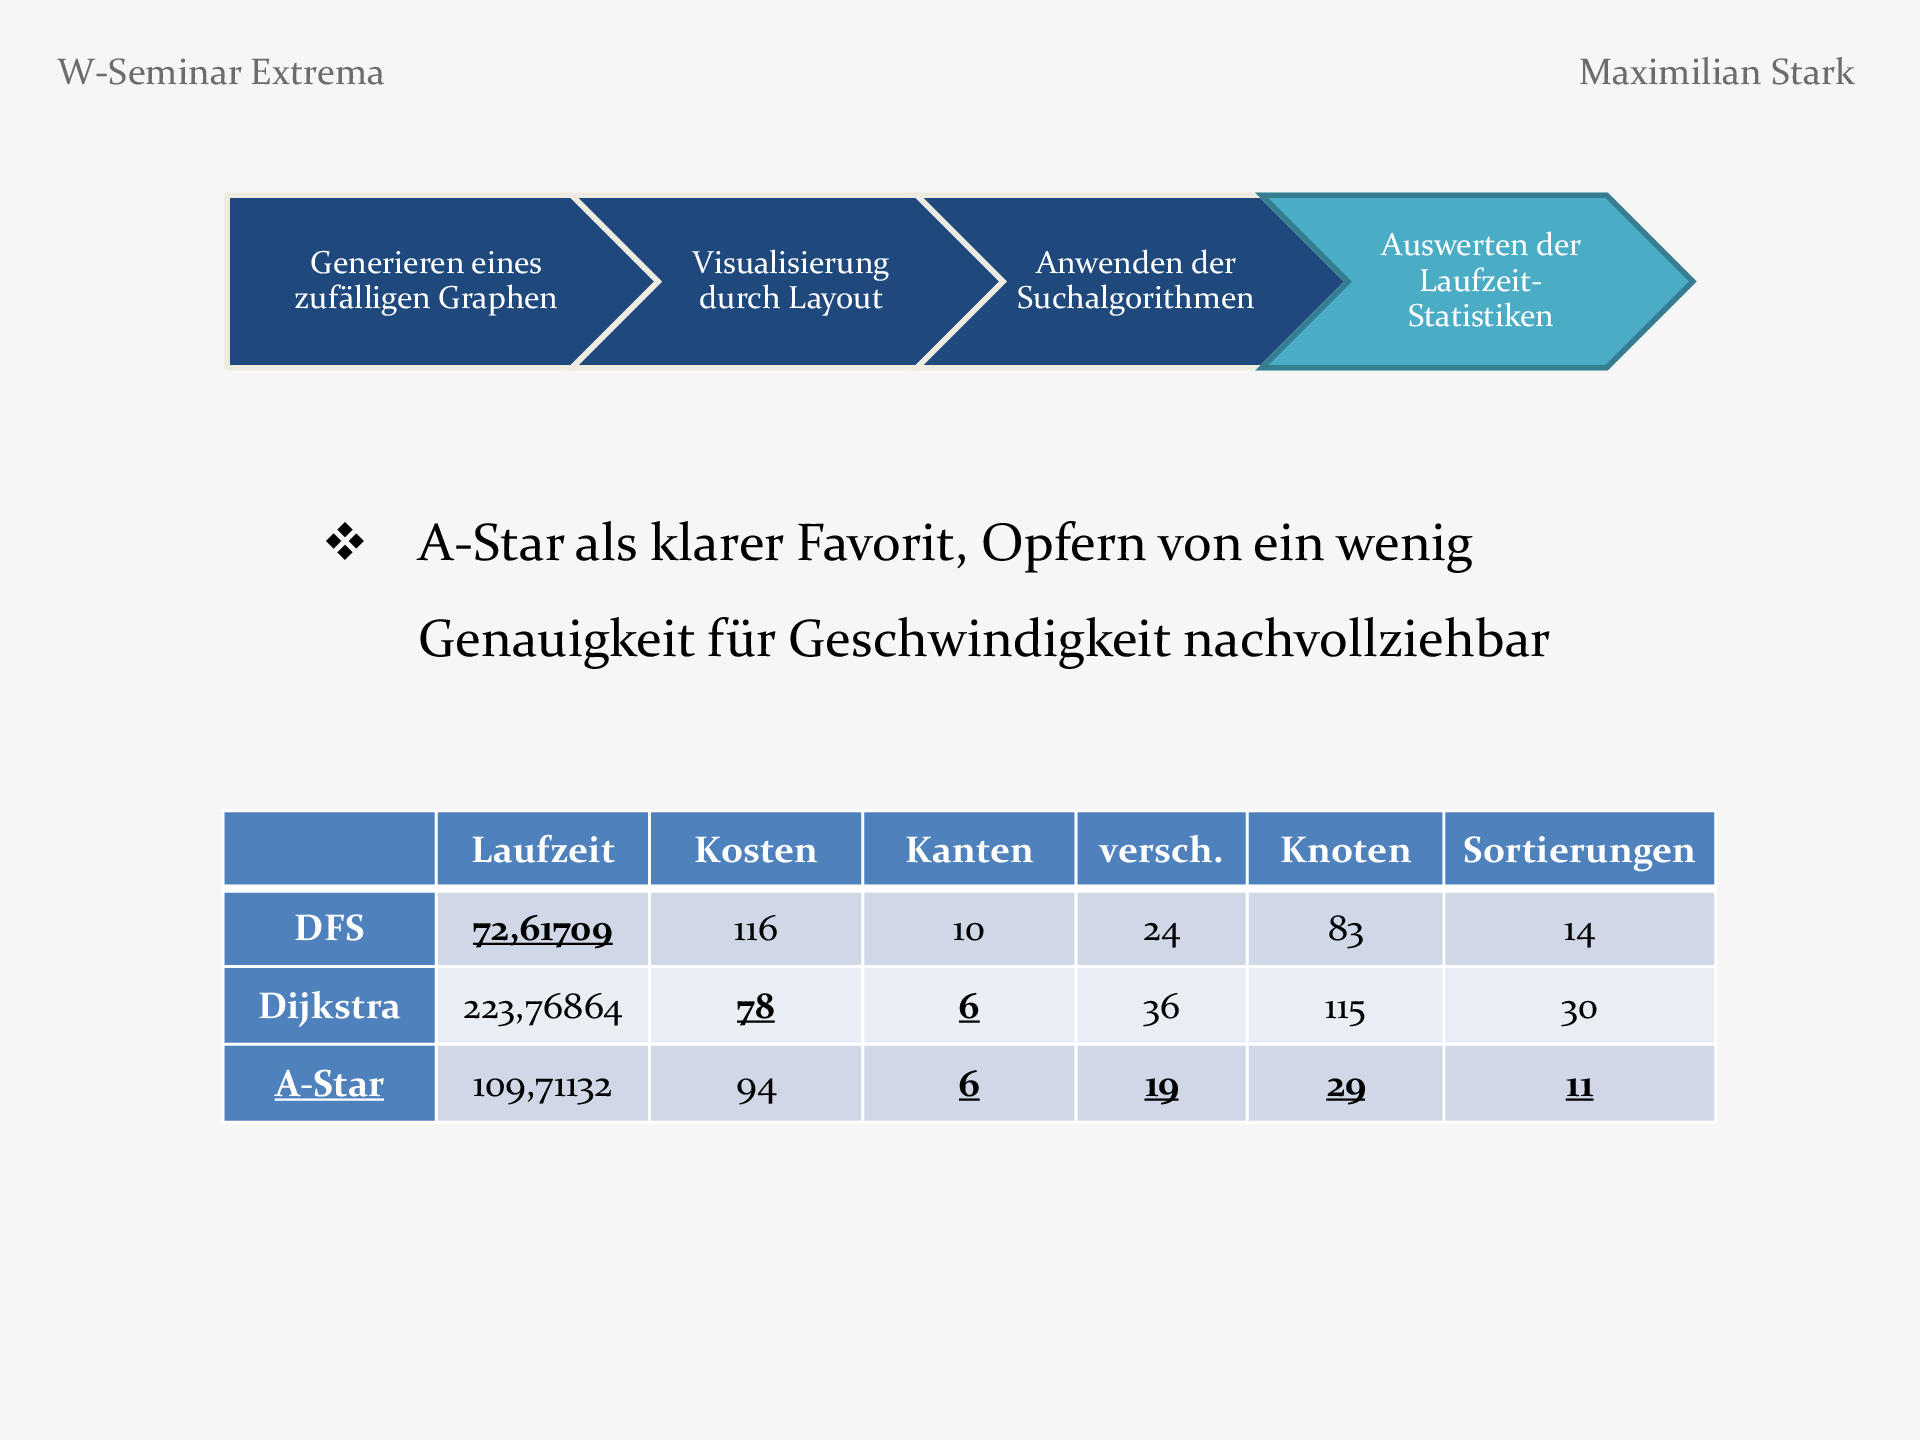 W-Seminar Extrema
Maximilian Stark
Generieren eines
zufälligen Graphen
Visualisierung
durch Layout
Anwenden der
Suchalgorithmen
Auswerten der
Laufzeit-
Statistiken
❖ A-Star als klarer Favorit, Opfern von ein wenig
Genauigkeit für Geschwindigkeit nachvollziehbar
Laufzeit Kosten Kanten versch. Knoten Sortierungen
DFS 72,61709 116 10 24 83 14
Dijkstra 223,76864 78 6 36 115 30
A-Star 109,71132 94 6 19 29 11